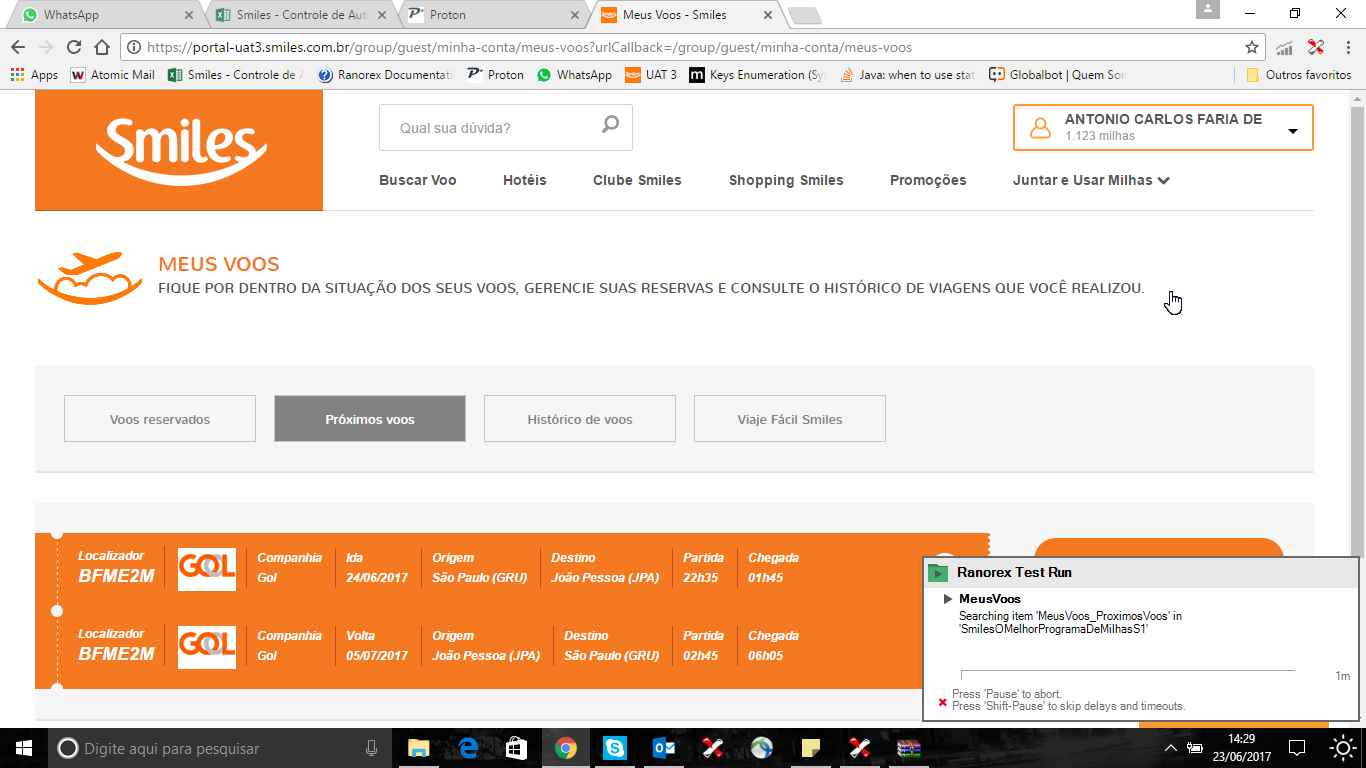 WhatsApp
Smiles - Controle de Aut
Proton
Meus Voos - Smiles
https://portal-uat3.smiles.com.br/group/guest/minha-conta/meus-voos?urlCallback=/group/guest/minha-conta/meus-voos
Apps
Atomic Mail
Smiles - Controle de A
Ranorex Documentati
Proton
WhatsApp
UAT 3
Keys Enumeration (Sy
Java: when to use stat
Globalbot | Quem Som
Outros favoritos
Smiles
Qual sua dúvida?
ANTONIO CARLOS FARIA DE
1.123 milhas
Buscar Voo
Hotéis
Clube Smiles
Shopping Smiles
Promoções
Juntar e Usar Milhas
MEUS VOOS
FIQUE POR DENTRO DA SITUAÇÃO DOS SEUS VOOS, GERENCIE SUAS RESERVAS E CONSULTE O HISTÓRICO DE VIAGENS QUE VOCÊ REALIZOU.
Voos reservados
Próximos voos
Histórico de voos
Viaje Fácil Smiles
Localizador
BFME2M
GOL
Companhia
Gol
Ida
24/06/2017
Origem
São Paulo (GRU)
Destino
João Pessoa (JPA)
Partida
22h35
Chegada
01h45
Localizador
BFME2M
GOL
Companhia
Gol
Volta
05/07/2017
Origem
João Pessoa (JPA)
Destino
São Paulo (GRU)
Partida
02h45
Chegada
06h05
Ranorex Test Run
MeusVoos
Searching item 'MeusVoos_ProximosVoos' in
'SmilesOMelhorProgramaDeMilhasS1'
1m
Press 'Pause' to abort.
Press 'Shift-Pause' to skip delays and timeouts.
Digite aqui para pesquisar
14:29
23/06/2017